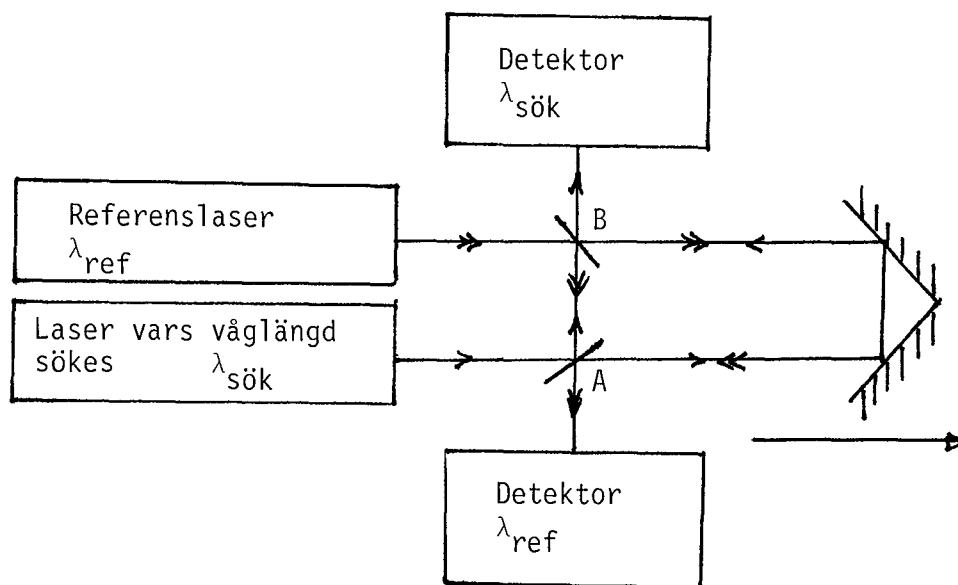 Detektor
λsök
Referenslaser
λref
B
Laser vars våglängd
sökes λsök
A
Detektor
λref